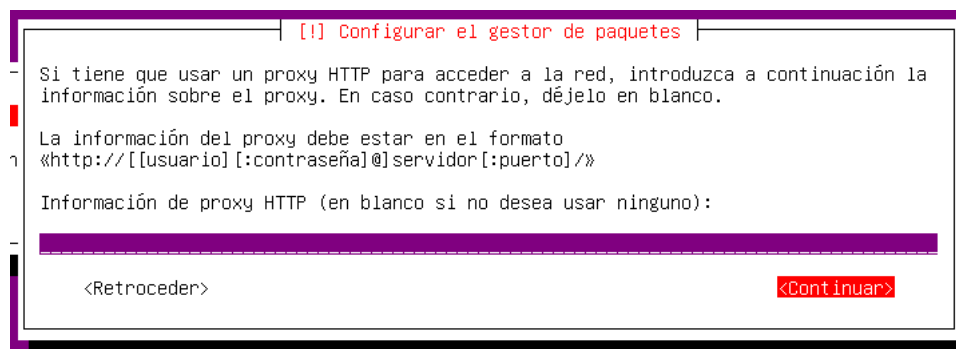 [!] Configurar el gestor de paquetes
Si tiene que usar un proxy HTTP para acceder a la red, introduzca a continuación la
información sobre el proxy. En caso contrario, déjelo en blanco.
La información del proxy debe estar en el formato
«http://[[usuario][:contraseña]@]servidor[:puerto]/»
Información de proxy HTTP (en blanco si no desea usar ninguno):
<Retroceder>
<Continuar>